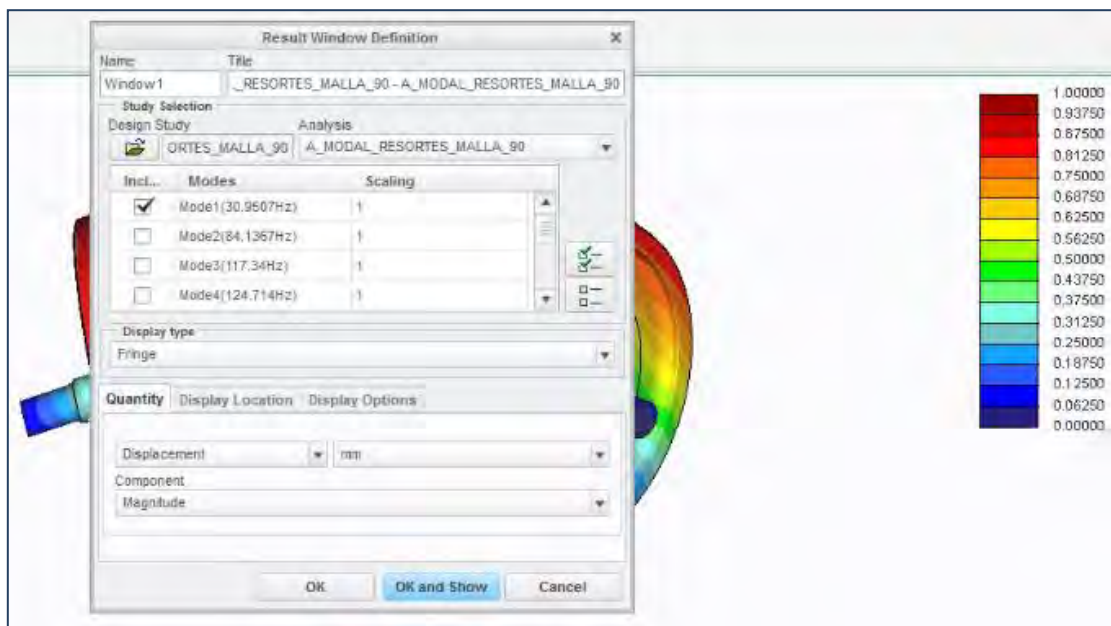 Result Window Definition
Name Title
Window1 ._RESORTES_MALLA_90 - A_MODAL_RESORTES_MALLA_90
Study Selection
Design Study Analysis
ORTES_MALLA_90 A_MODAL_RESORTES_MALLA_90
Incl... Modes Scaling
Mode1(30.9607Hz) 1
Mode2(84.1367Hz) 1
Mode3(117.34Hz) 1
Mode4(124.714Hz) 1
Display type
Fringe
Quantity Display Location Display Options
Displacement mm
Component
Magnitude
OK OK and Show Cancel
1.00000
0.93750
0.87500
0.81250
0.75000
0.68750
0.62500
0.56250
0.50000
0.43750
0.37500
0.31250
0.25000
0.18750
0.12500
0.06250
0.00000